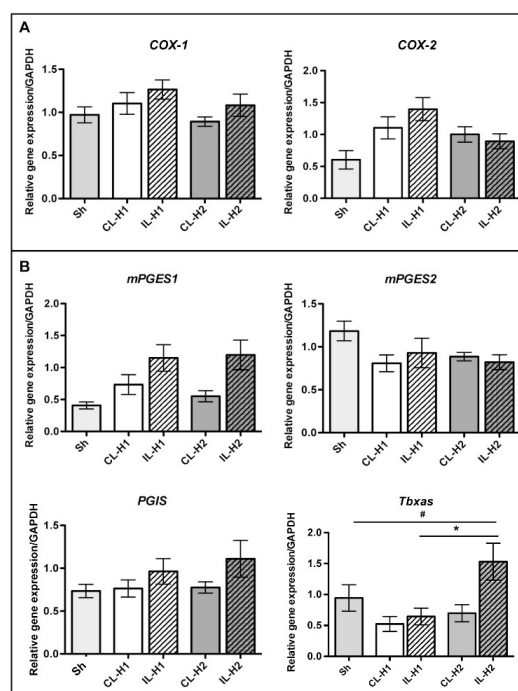 A
COX-1
Relative gene expression/GAPDH
1.5
1.0
0.5
0.0
Sh
CL-H1
IL-H1
CL-H2
IL-H2
COX-2
Relative gene expression/GAPDH
2.0
1.5
1.0
0.5
0.0
Sh
CL-H1
IL-H1
CL-H2
IL-H2
B
mPGES1
Relative gene expression/GAPDH
2.0
1.5
1.0
0.5
0.0
Sh
CL-H1
IL-H1
CL-H2
IL-H2
mPGES2
Relative gene expression/GAPDH
1.5
1.0
0.5
0.0
Sh
CL-H1
IL-H1
CL-H2
IL-H2
PGIS
Relative gene expression/GAPDH
1.5
1.0
0.5
0.0
Sh
CL-H1
IL-H1
CL-H2
IL-H2
Tbxas
#
*
Relative gene expression/GAPDH
2.0
1.5
1.0
0.5
0.0
Sh
CL-H1
IL-H1
CL-H2
IL-H2